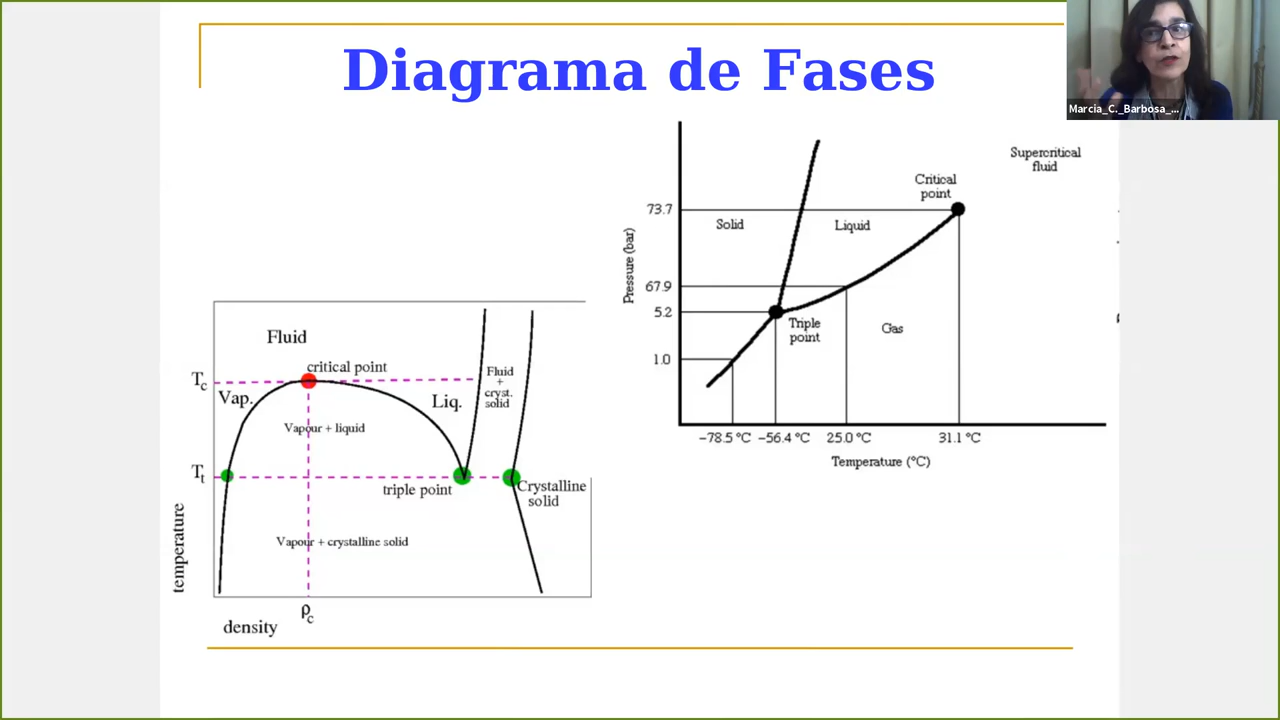 Diagrama de Fases
Marcia_C._Barbosa_...
Supercritical
fluid
Critical
point
73.7
Solid
Liquid
Pressure (bar)
67.9
5.2
Triple
point
Gas
1.0
−78.5 °C
−56.4 °C
25.0 °C
31.1 °C
Temperature (°C)
Fluid
critical point
Tc
Vap.
Liq.
Fluid
+
cryst.
solid
Vapour + liquid
Tt
triple point
Crystalline
solid
Vapour + crystalline solid
temperature
ρc
density